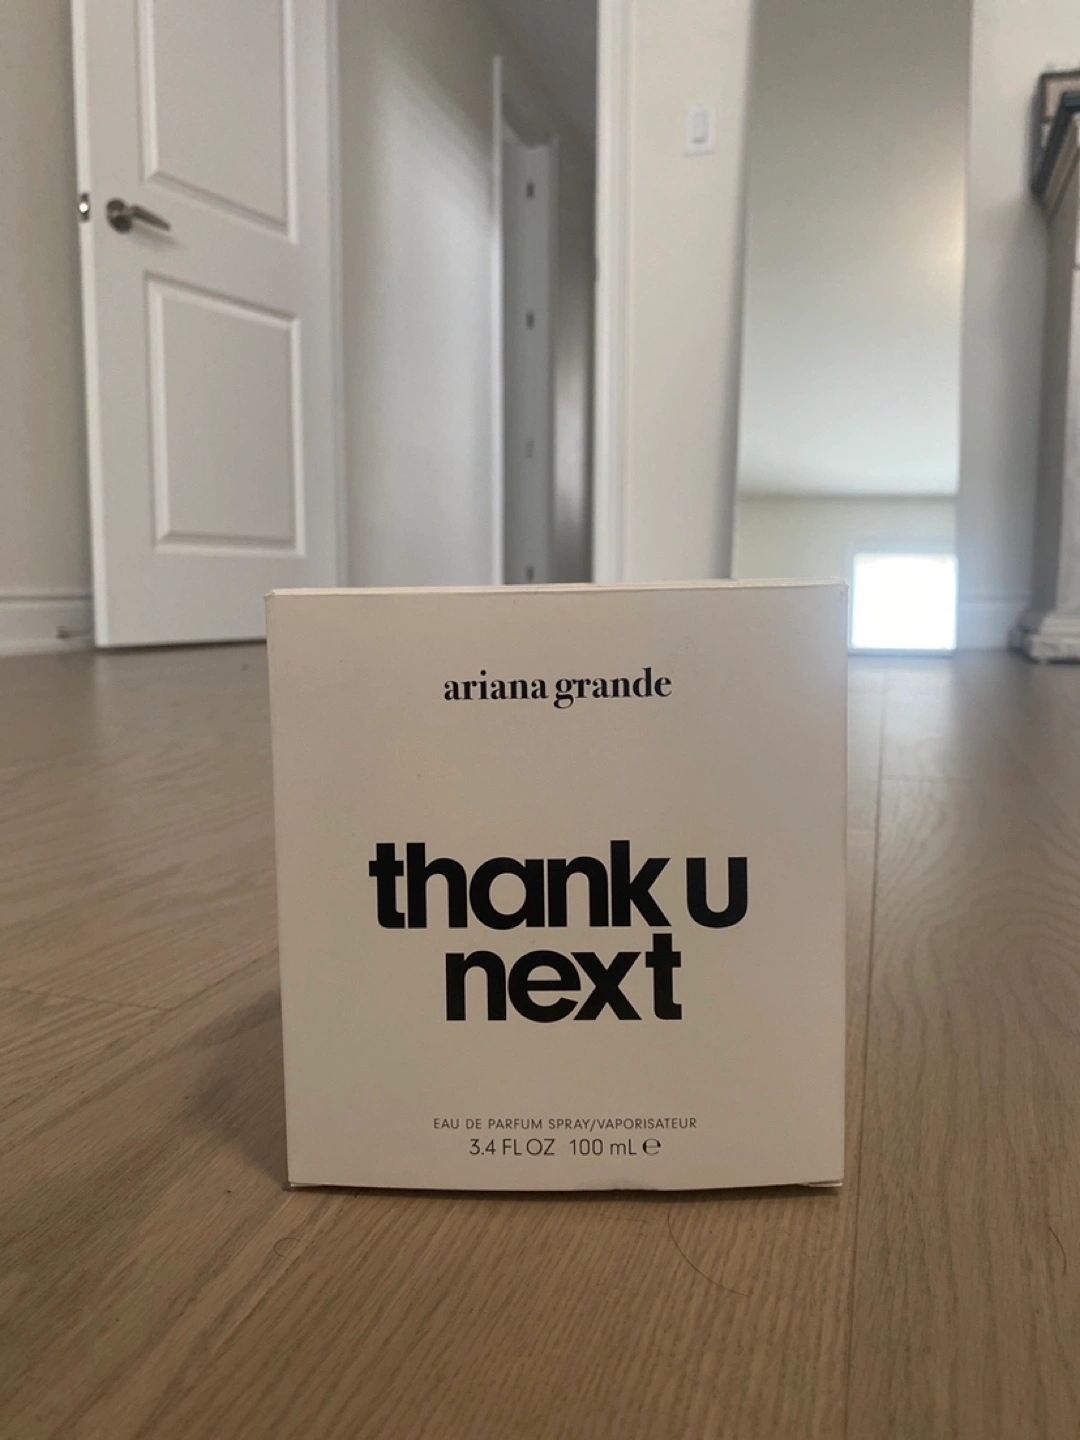 ariana grande
thank u
next
EAU DE PARFUM SPRAY/VAPORISATEUR
3.4 FL OZ 100 mL ℮